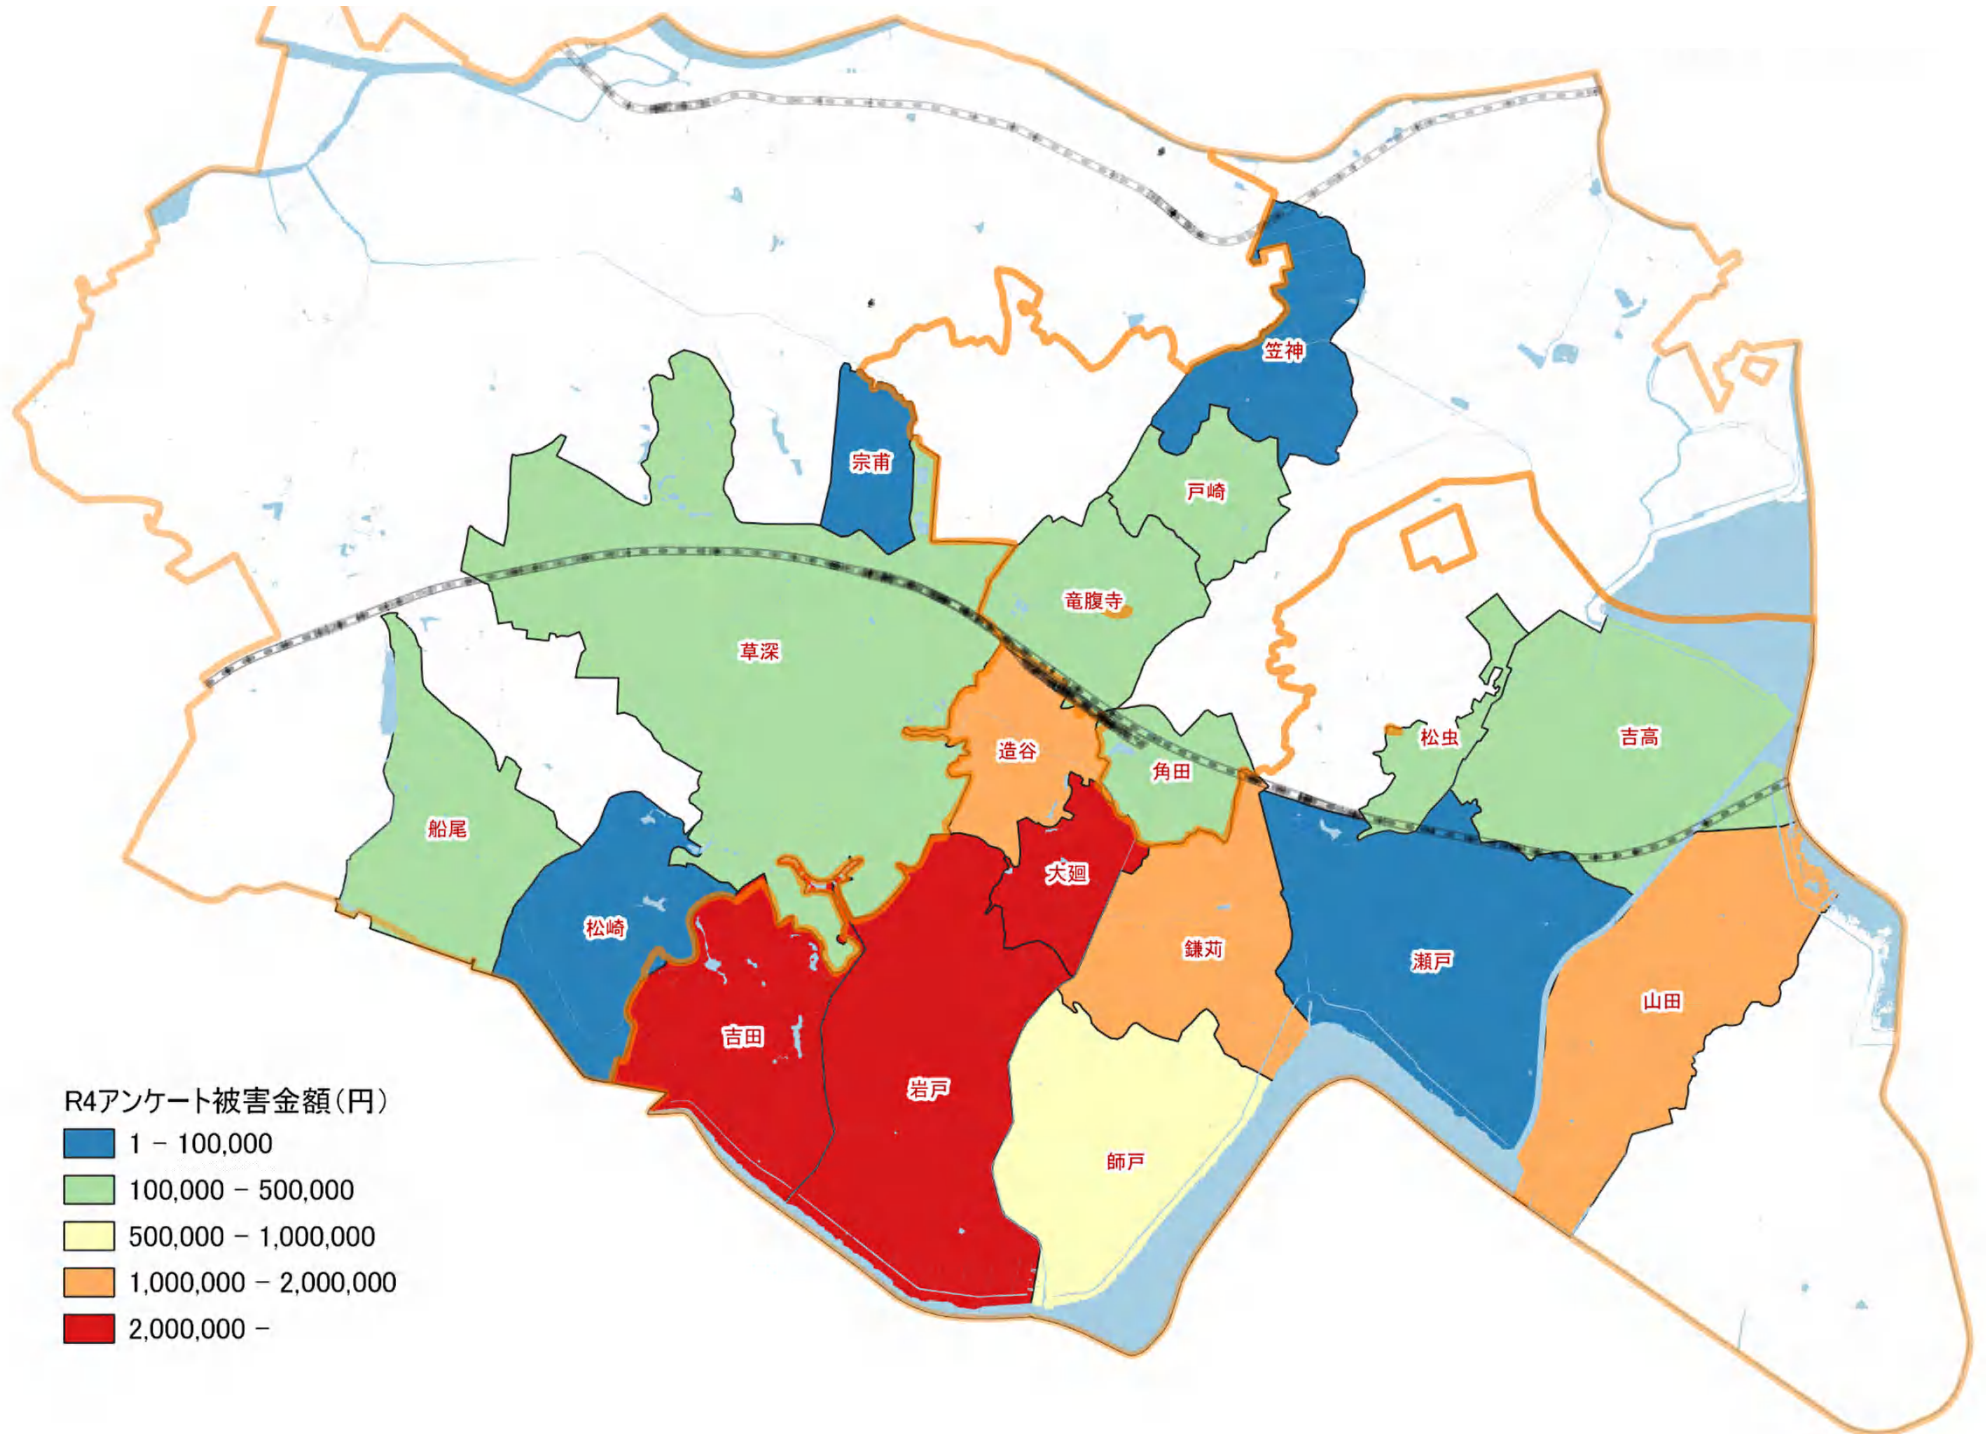 笠神
宗甫
戸崎
竜腹寺
草深
造谷
角田
松虫
吉高
船尾
大廻
松崎
鎌苅
瀬戸
山田
吉田
岩戸
師戸
R4アンケート被害金額(円)
1 - 100,000
100,000 - 500,000
500,000 - 1,000,000
1,000,000 - 2,000,000
2,000,000 -